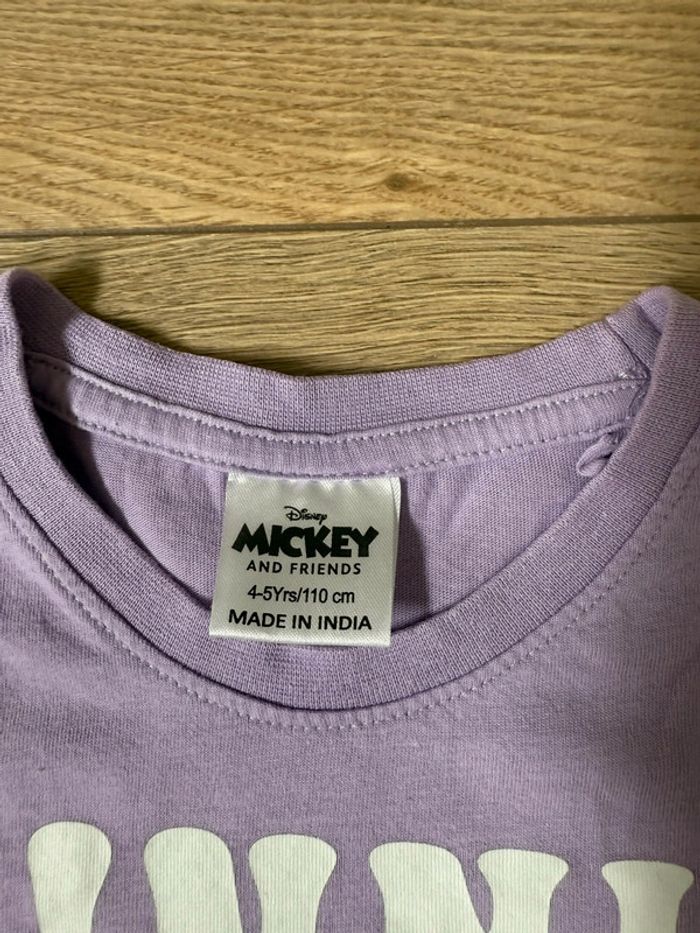 Disney
MICKEY
AND FRIENDS
4-5Yrs/110 cm
MADE IN INDIA